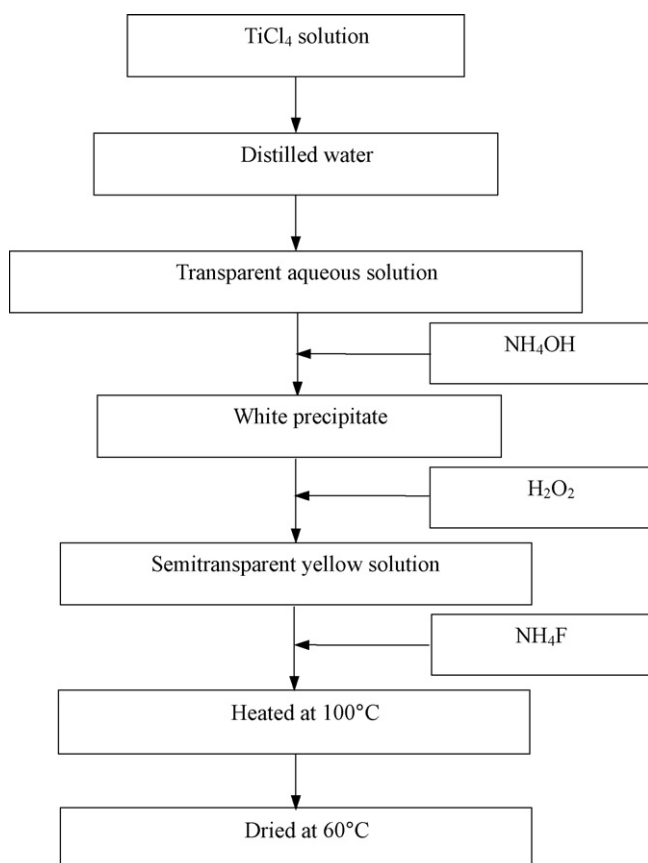 TiCl₄ solution
Distilled water
Transparent aqueous solution
NH₄OH
White precipitate
H₂O₂
Semitransparent yellow solution
NH₄F
Heated at 100°C
Dried at 60°C